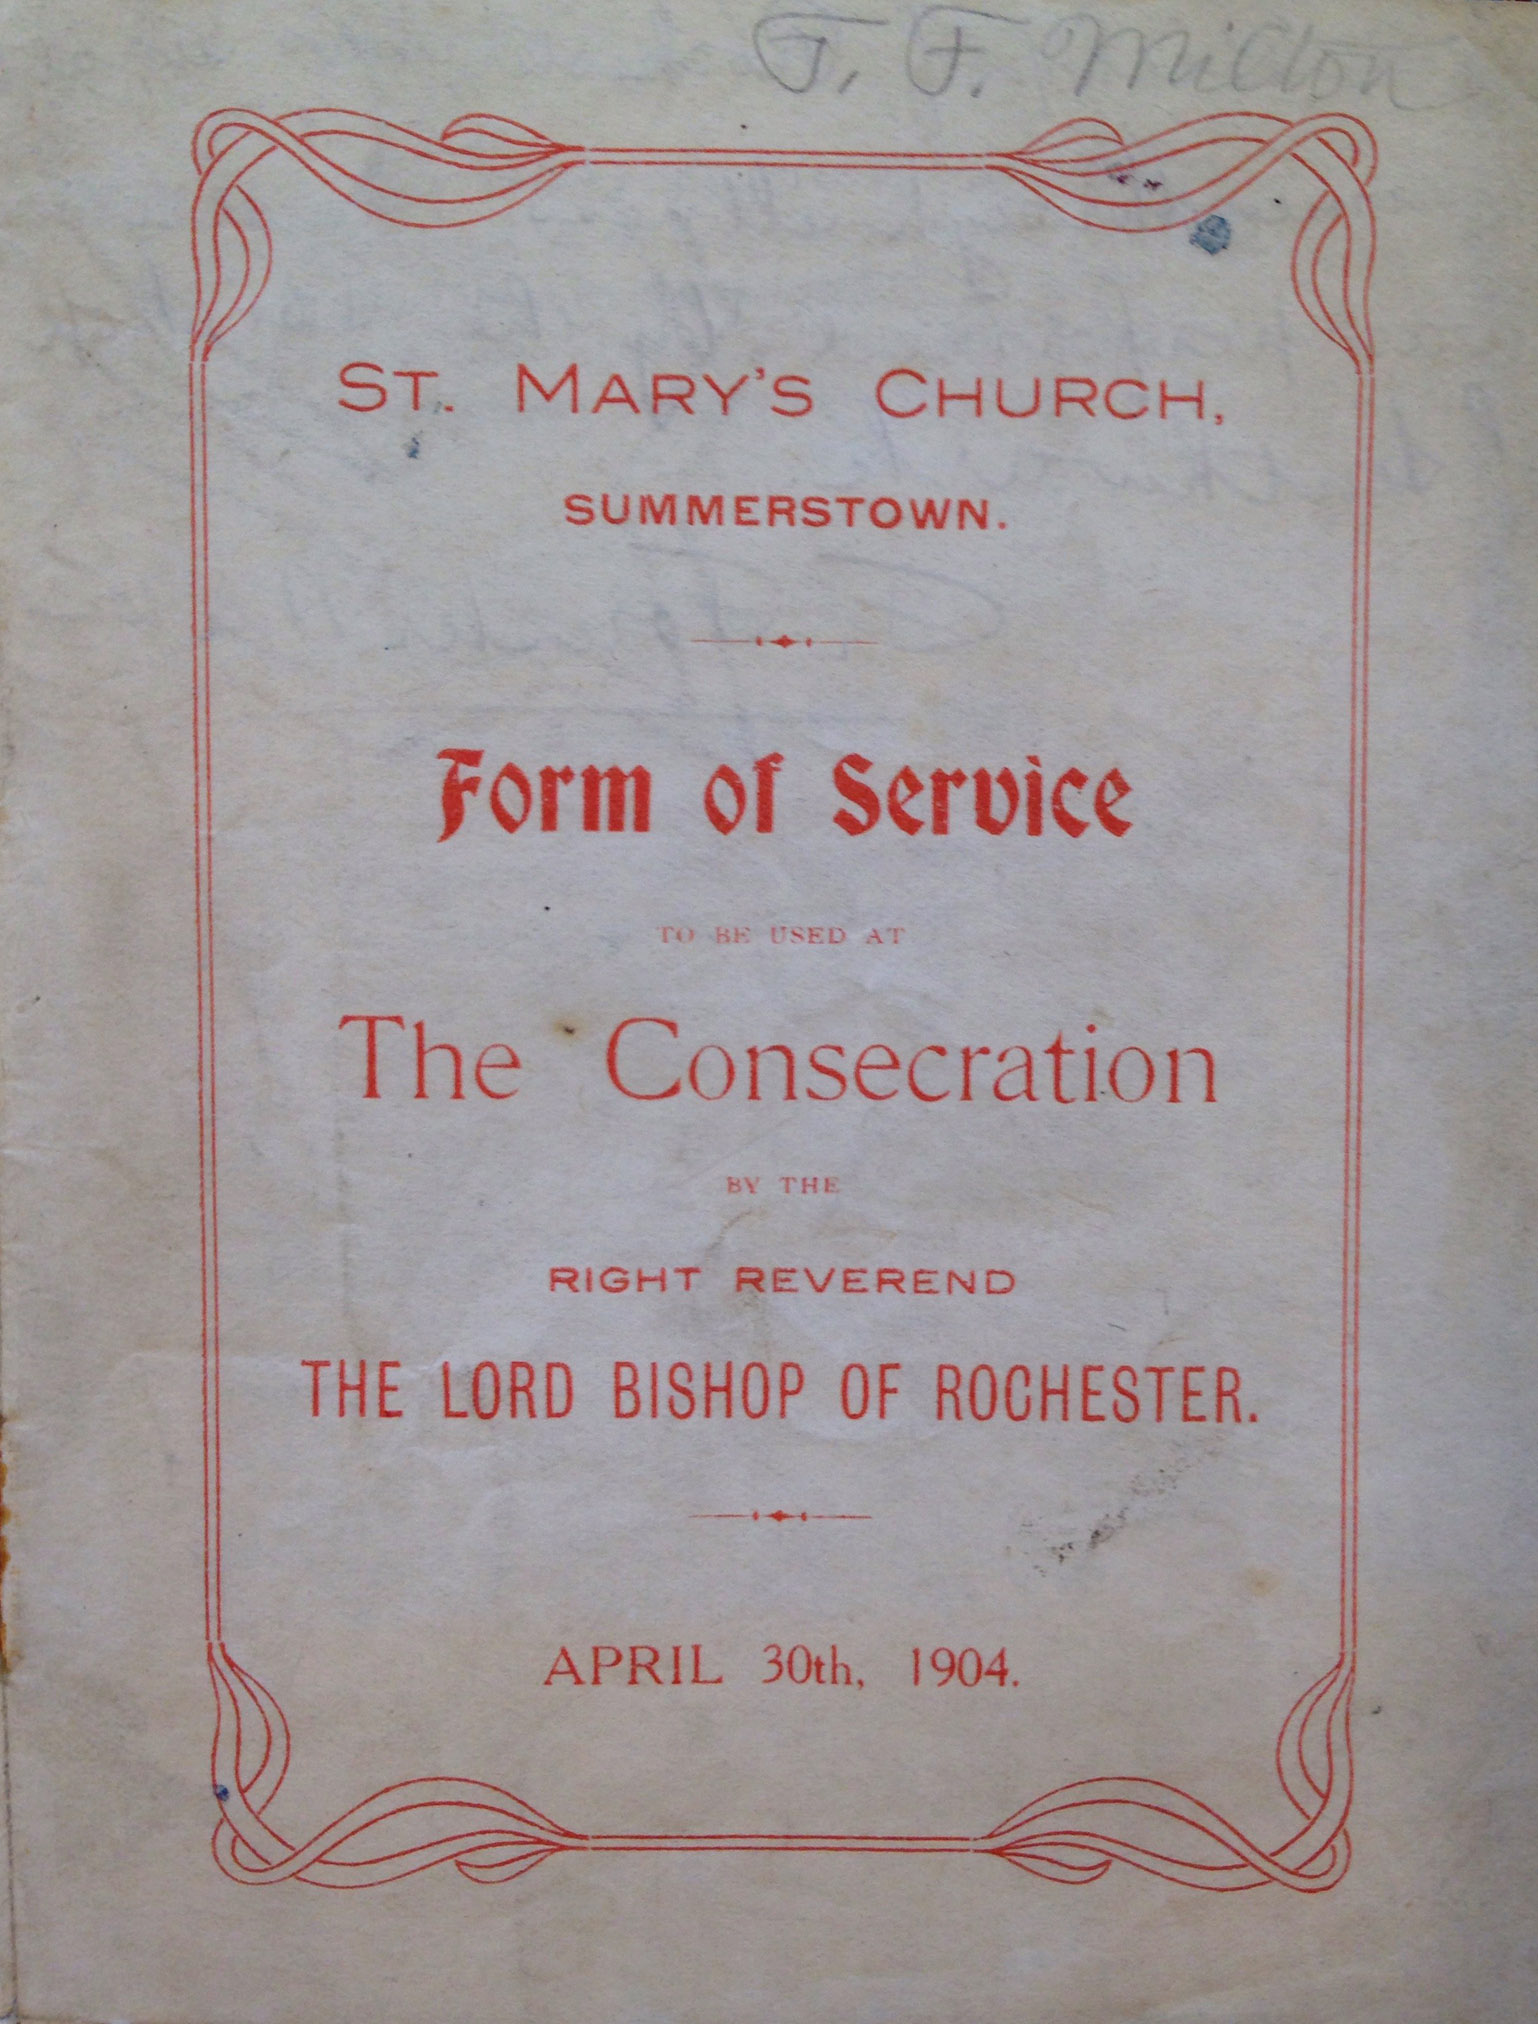 T. F. Milton
ST. MARY'S CHURCH,
SUMMERSTOWN.
Form of Service
TO BE USED AT
The Consecration
BY THE
RIGHT REVEREND
THE LORD BISHOP OF ROCHESTER.
APRIL 30th, 1904.